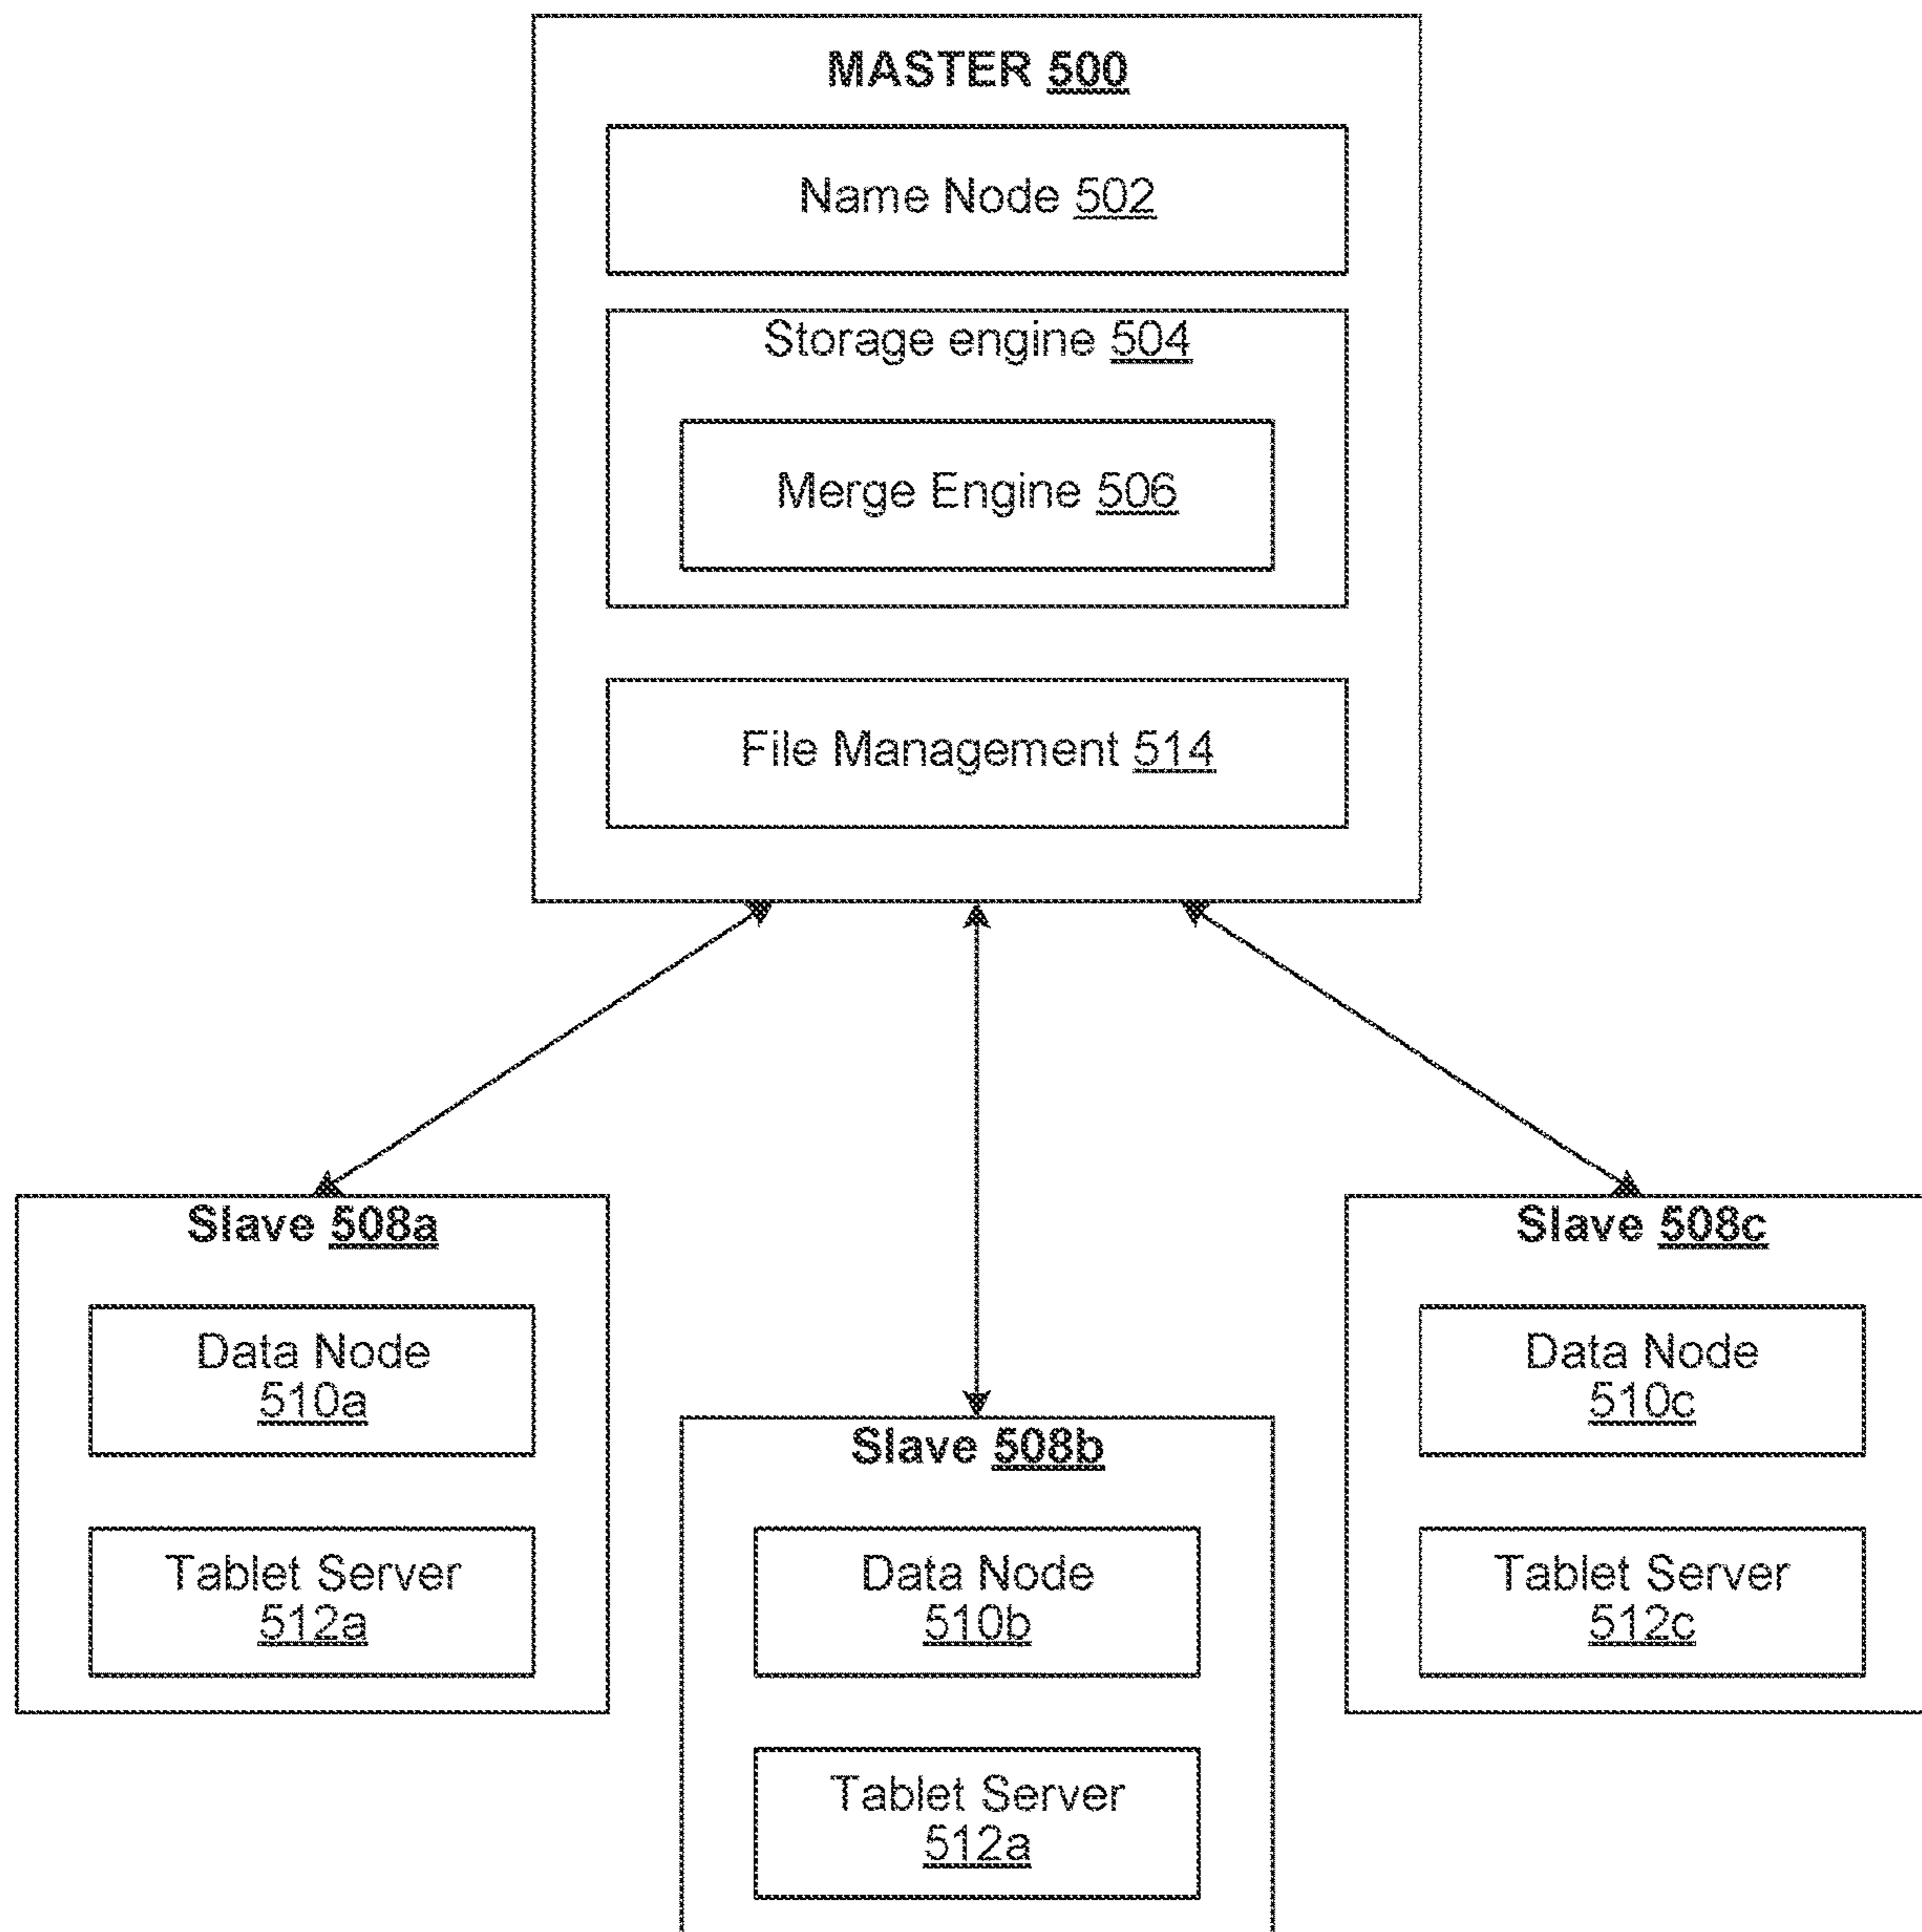 MASTER 500
Name Node 502
Storage engine 504
Merge Engine 506
File Management 514
Slave 508a
Data Node
510a
Tablet Server
512a
Slave 508b
Data Node
510b
Tablet Server
512a
Slave 508c
Data Node
510c
Tablet Server
512c